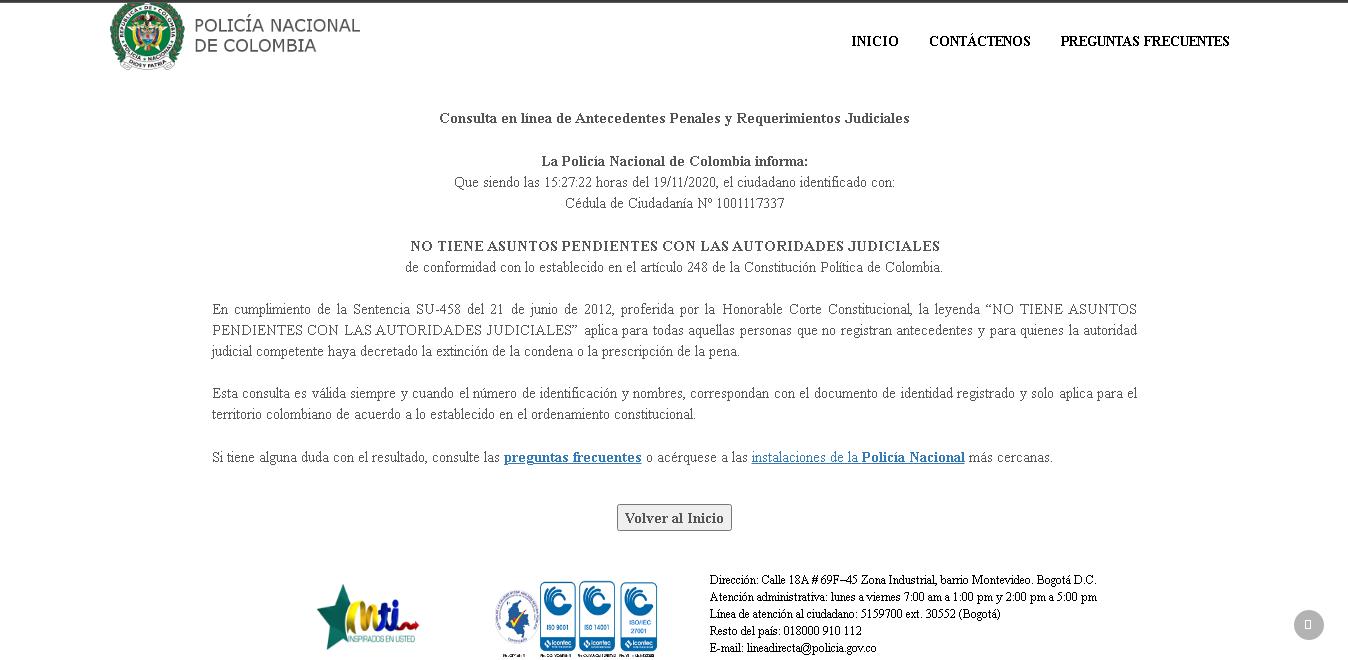 POLICÍA NACIONAL
DE COLOMBIA
INICIO CONTÁCTENOS PREGUNTAS FRECUENTES
Consulta en línea de Antecedentes Penales y Requerimientos Judiciales
La Policía Nacional de Colombia informa:
Que siendo las 15:27:22 horas del 19/11/2020, el ciudadano identificado con:
Cédula de Ciudadanía Nº 1001117337
NO TIENE ASUNTOS PENDIENTES CON LAS AUTORIDADES JUDICIALES
de conformidad con lo establecido en el artículo 248 de la Constitución Política de Colombia.
En cumplimiento de la Sentencia SU-458 del 21 de junio de 2012, proferida por la Honorable Corte Constitucional, la leyenda “NO TIENE ASUNTOS
PENDIENTES CON LAS AUTORIDADES JUDICIALES” aplica para todas aquellas personas que no registran antecedentes y para quienes la autoridad
judicial competente haya decretado la extinción de la condena o la prescripción de la pena.
Esta consulta es válida siempre y cuando el número de identificación y nombres, correspondan con el documento de identidad registrado y solo aplica para el
territorio colombiano de acuerdo a lo establecido en el ordenamiento constitucional.
Si tiene alguna duda con el resultado, consulte las preguntas frecuentes o acérquese a las instalaciones de la Policía Nacional más cercanas.
Volver al Inicio
Dirección: Calle 18A # 69F–45 Zona Industrial, barrio Montevideo. Bogotá D.C.
Atención administrativa: lunes a viernes 7:00 am a 1:00 pm y 2:00 pm a 5:00 pm
Línea de atención al ciudadano: 5159700 ext. 30552 (Bogotá)
Resto del país: 018000 910 112
E-mail: lineadirecta@policia.gov.co
INSPIRADOS EN USTED
ISO 9001 ISO 14001 ISO/IEC
27001
icontec icontec icontec